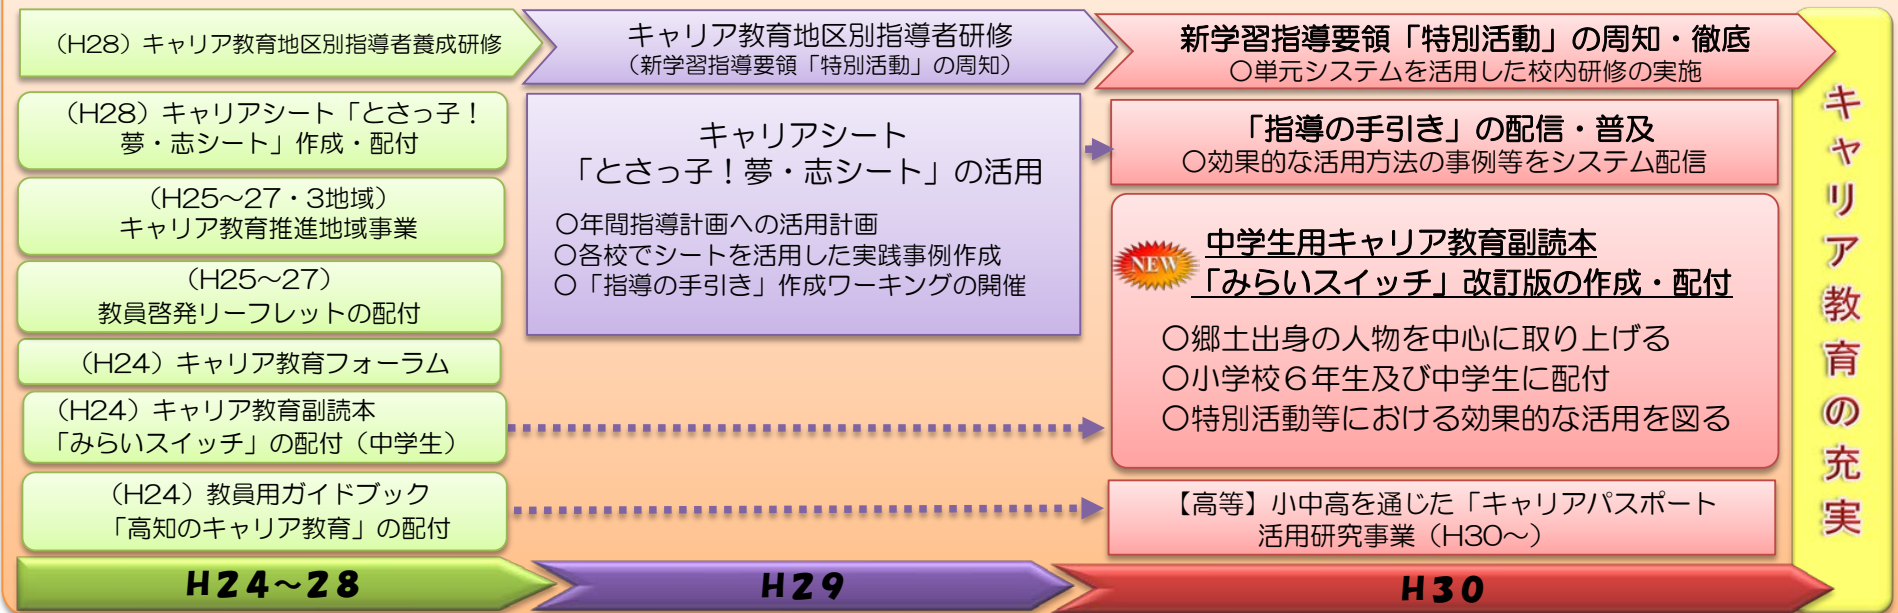 （H28）キャリア教育地区別指導者養成研修
（H28）キャリアシート「とさっ子！
夢・志シート」作成・配付
（H25～27・3地域）
キャリア教育推進地域事業
（H25～27）
教員啓発リーフレットの配付
（H24）キャリア教育フォーラム
（H24）キャリア教育副読本
「みらいスイッチ」の配付（中学生）
（H24）教員用ガイドブック
「高知のキャリア教育」の配付
H24～28
キャリア教育地区別指導者研修
（新学習指導要領「特別活動」の周知）
キャリアシート
「とさっ子！夢・志シート」の活用
〇年間指導計画への活用計画
〇各校でシートを活用した実践事例作成
〇「指導の手引き」作成ワーキングの開催
H29
新学習指導要領「特別活動」の周知・徹底
〇単元システムを活用した校内研修の実施
「指導の手引き」の配信・普及
〇効果的な活用方法の事例等をシステム配信
NEW
中学生用キャリア教育副読本
「みらいスイッチ」改訂版の作成・配付
〇郷土出身の人物を中心に取り上げる
〇小学校６年生及び中学生に配付
〇特別活動等における効果的な活用を図る
【高等】小中高を通じた「キャリアパスポート
活用研究事業（H30～）
H30
キャリア教育の充実